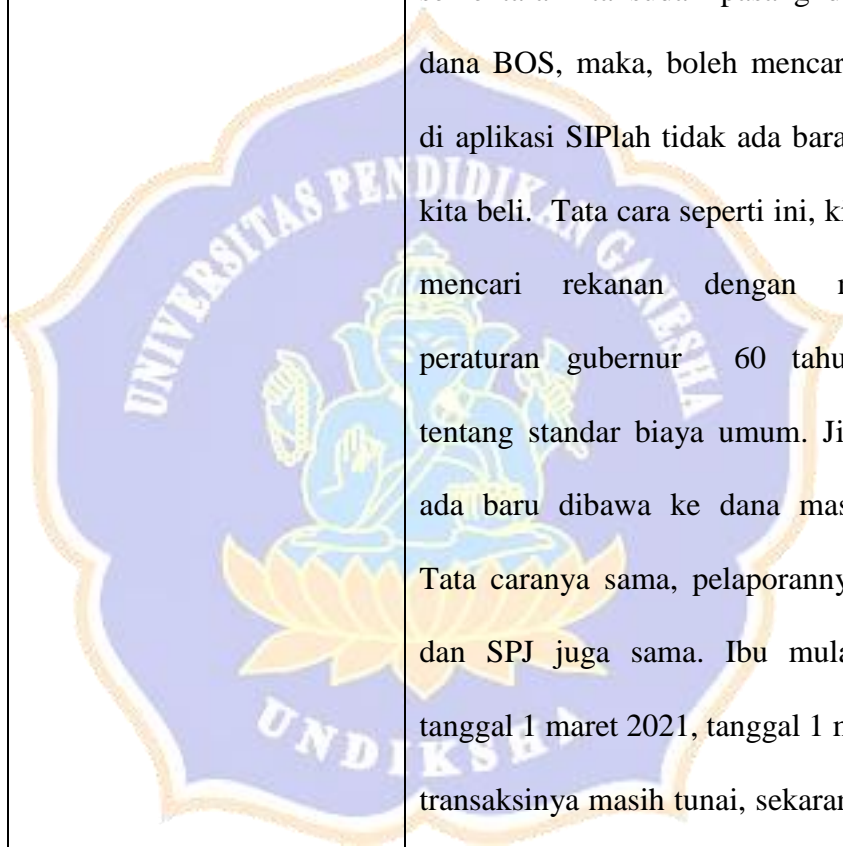 dana BOS, maka, boleh mencar
di aplikasi SIPlah tidak ada bara
kita beli. Tata cara seperti ini, k
mencari rekanan dengan
peraturan gubernur 60 tahu
tentang standar biaya umum. Ji
ada baru dibawa ke dana mas
Tata caranya sama, pelaporanny
dan SPJ juga sama. Ibu mula
tanggal 1 maret 2021, tanggal 1
transaksinya masih tunai, sekaran
UNIVERSITAS PENDIDIKAN GANESHA
UNDIKSHA